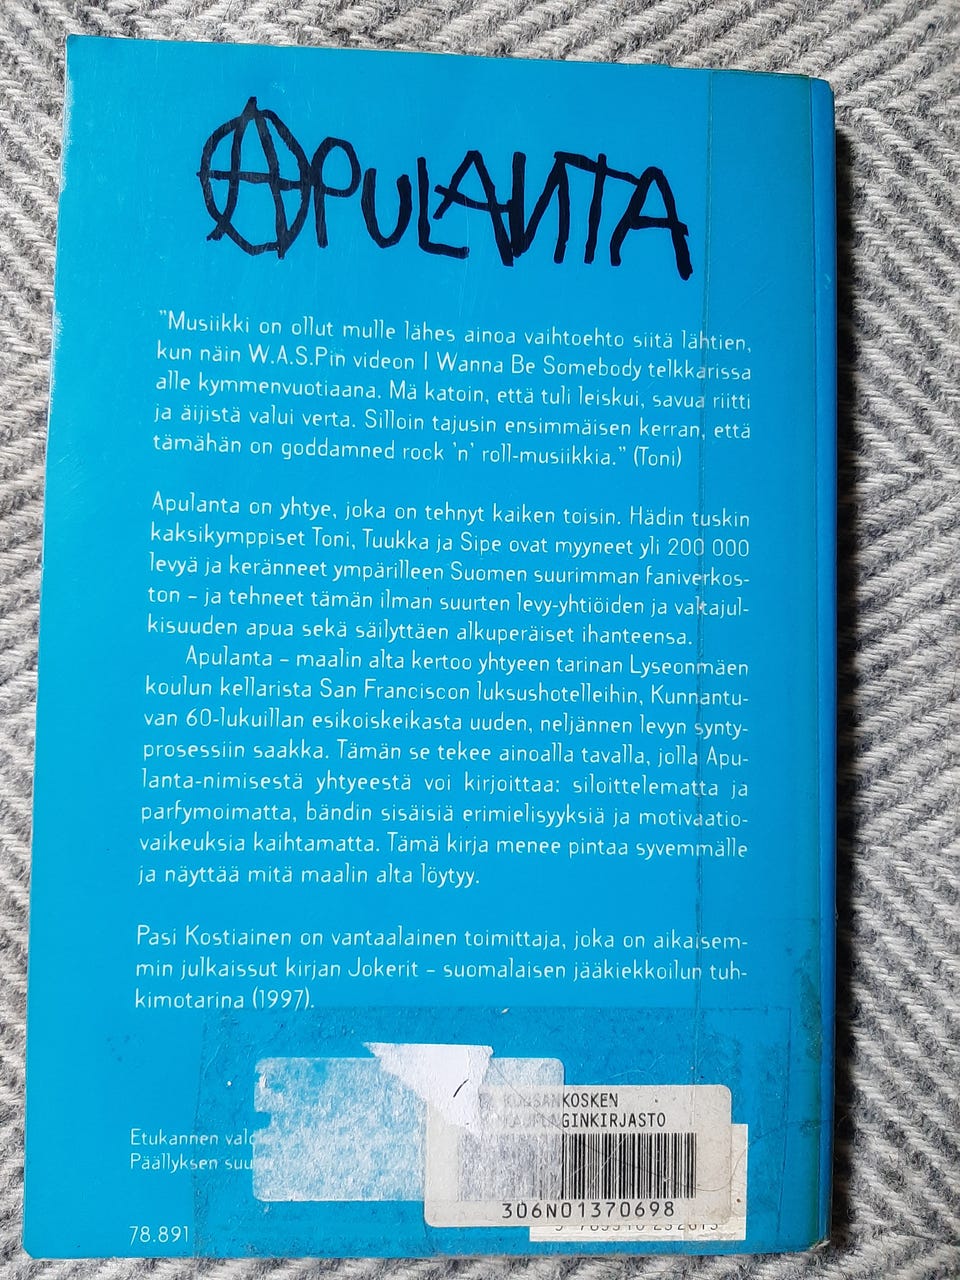 APULANTA
"Musiikki on ollut mulle lähes ainoa vaihtoehto siitä lähtien,
kun näin W.A.S.Pin videon I Wanna Be Somebody telkkarissa
alle kymmenvuotiaana. Mä katoin, että tuli leiskui, savua riitti
ja äijistä valui verta. Silloin tajusin ensimmäisen kerran, että
tämähän on goddamned rock 'n' roll-musiikkia." (Toni)
Apulanta on yhtye, joka on tehnyt kaiken toisin. Hädin tuskin
kaksikymppiset Toni, Tuukka ja Sipe ovat myyneet yli 200 000
levyä ja keränneet ympärilleen Suomen suurimman faniverkos-
ton – ja tehneet tämän ilman suurten levy-yhtiöiden ja valtajul-
kisuuden apua sekä säilyttäen alkuperäiset ihanteensa.
Apulanta – maalin alta kertoo yhtyeen tarinan Lyseonmäen
koulun kellarista San Franciscon luksushotelleihin, Kunnantu-
van 60-lukuillan esikoiskeikasta uuden, neljännen levyn synty-
prosessiin saakka. Tämän se tekee ainoalla tavalla, jolla Apu-
lanta-nimisestä yhtyeestä voi kirjoittaa: siloittelematta ja
parfymoimatta, bändin sisäisiä erimielisyyksiä ja motivaatio-
vaikeuksia kaihtamatta. Tämä kirja menee pintaa syvemmälle
ja näyttää mitä maalin alta löytyy.
Pasi Kostiainen on vantaalainen toimittaja, joka on aikaisem-
min julkaissut kirjan Jokerit – suomalaisen jääkiekkoilun tuh-
kimotarina (1997).
KUUSANKOSKEN
KAUPUNGINKIRJASTO
Etukannen
Päällyksen
306N01370698
78.891